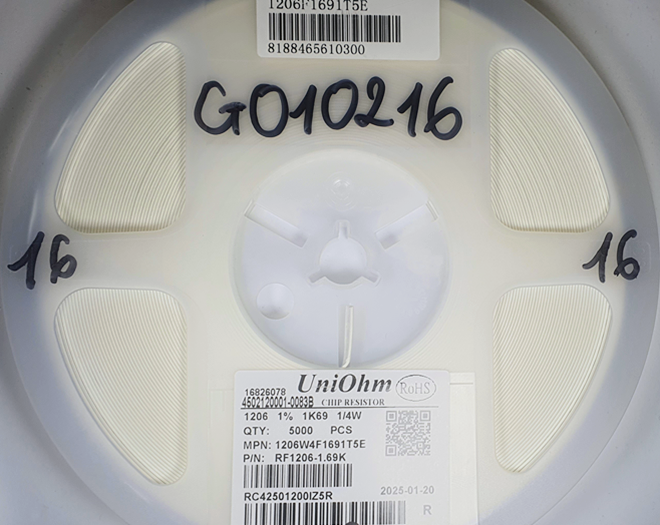 1206F1691T5E
8188465610300
G010216
16
16
UniOhm
RoHS
16826078
4502120001-0083B
CHIP RESISTOR
1206 1% 1K69 1/4W
QTY: 5000 PCS
MPN: 1206W4F1691T5E
P/N: RF1206-1.69K
2025-01-20
RC42501200IZ5R
R